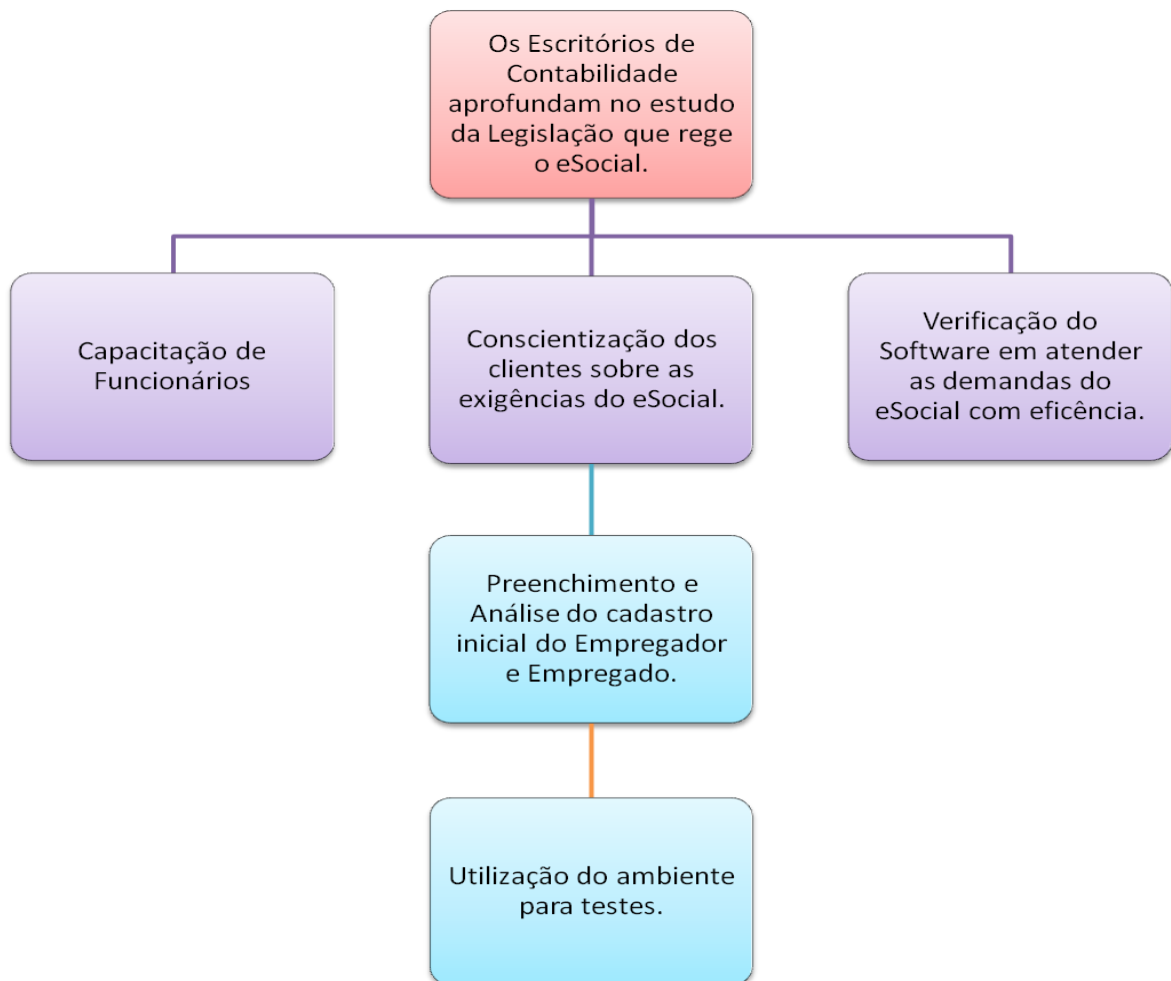 Os Escritórios de
Contabilidade
aprofundam no estudo
da Legislação que rege
o eSocial.
Capacitação de
Funcionários
Conscientização dos
clientes sobre as
exigências do eSocial.
Verificação do
Software em atender
as demandas do
eSocial com eficência.
Preenchimento e
Análise do cadastro
inicial do Empregador
e Empregado.
Utilização do ambiente
para testes.